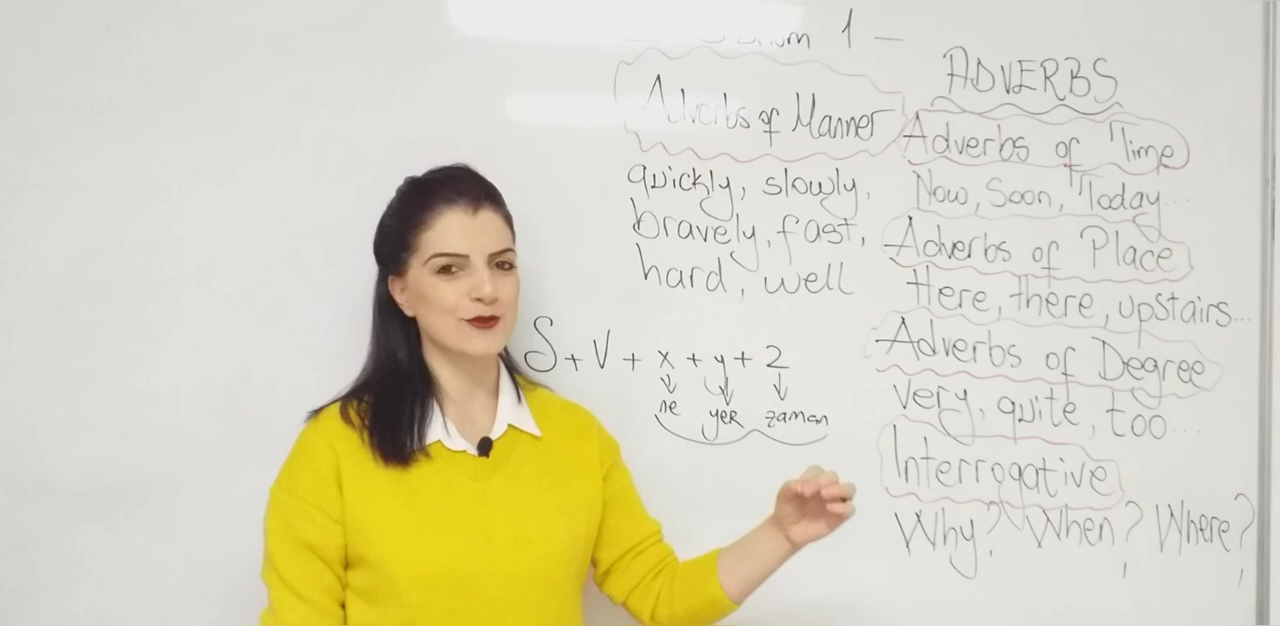 1
ADVERBS
Adverbs of Manner
quickly, slowly,
bravely, fast,
hard, well
S + V + x + y + z
ne yer zaman
Adverbs of Time
Now, Soon, Today...
Adverbs of Place
Here, there, upstairs...
Adverbs of Degree
very, quite, too...
Interrogative
Why? When? Where?